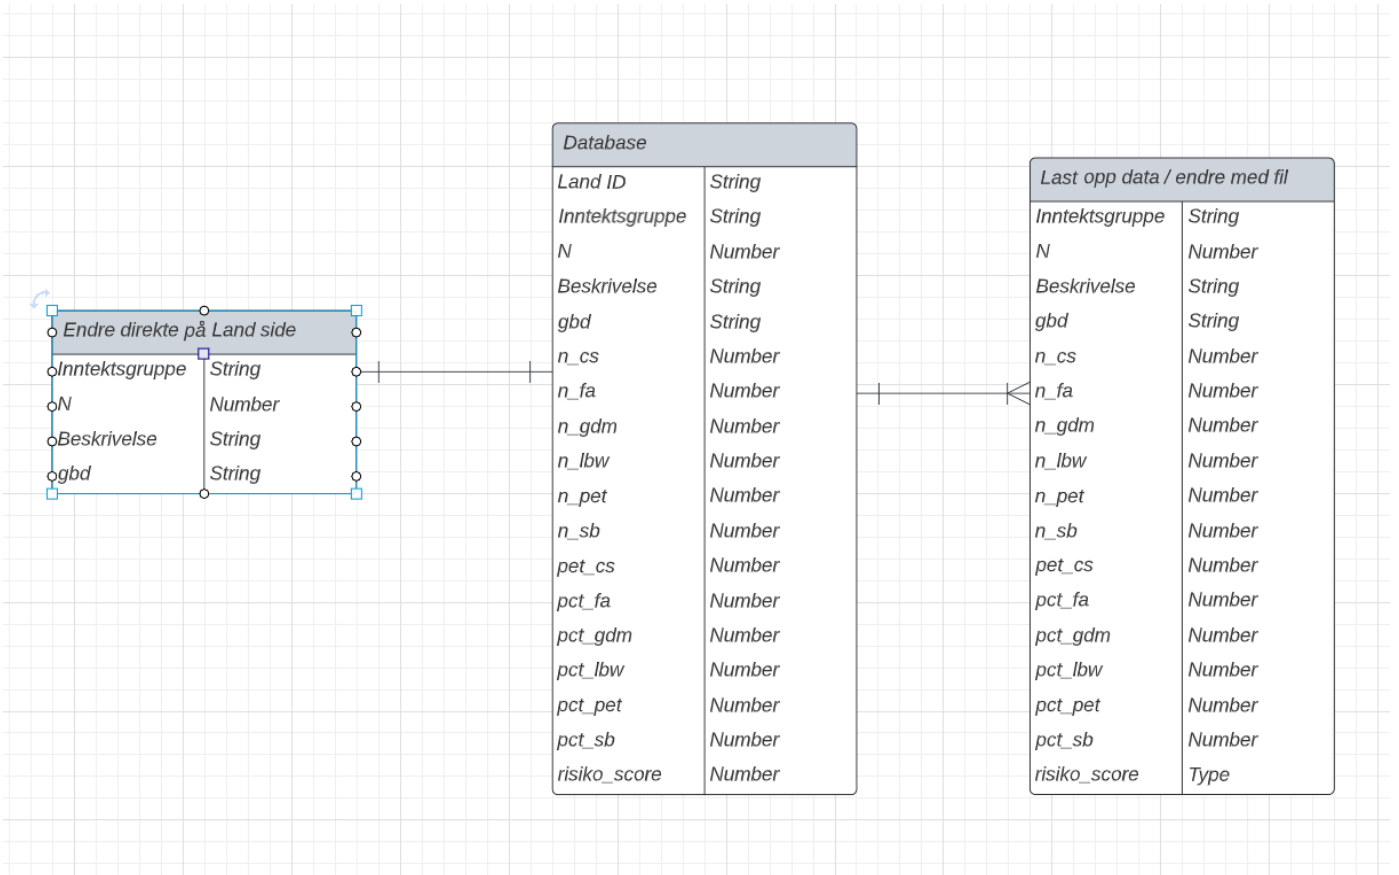 Endre direkte på Land side
Inntektsgruppe String
N Number
Beskrivelse String
gbd String
Database
Land ID String
Inntektsgruppe String
N Number
Beskrivelse String
gbd String
n_cs Number
n_fa Number
n_gdm Number
n_lbw Number
n_pet Number
n_sb Number
pet_cs Number
pct_fa Number
pct_gdm Number
pct_lbw Number
pct_pet Number
pct_sb Number
risiko_score Number
Last opp data / endre med fil
Inntektsgruppe String
N Number
Beskrivelse String
gbd String
n_cs Number
n_fa Number
n_gdm Number
n_lbw Number
n_pet Number
n_sb Number
pet_cs Number
pct_fa Number
pct_gdm Number
pct_lbw Number
pct_pet Number
pct_sb Number
risiko_score Type